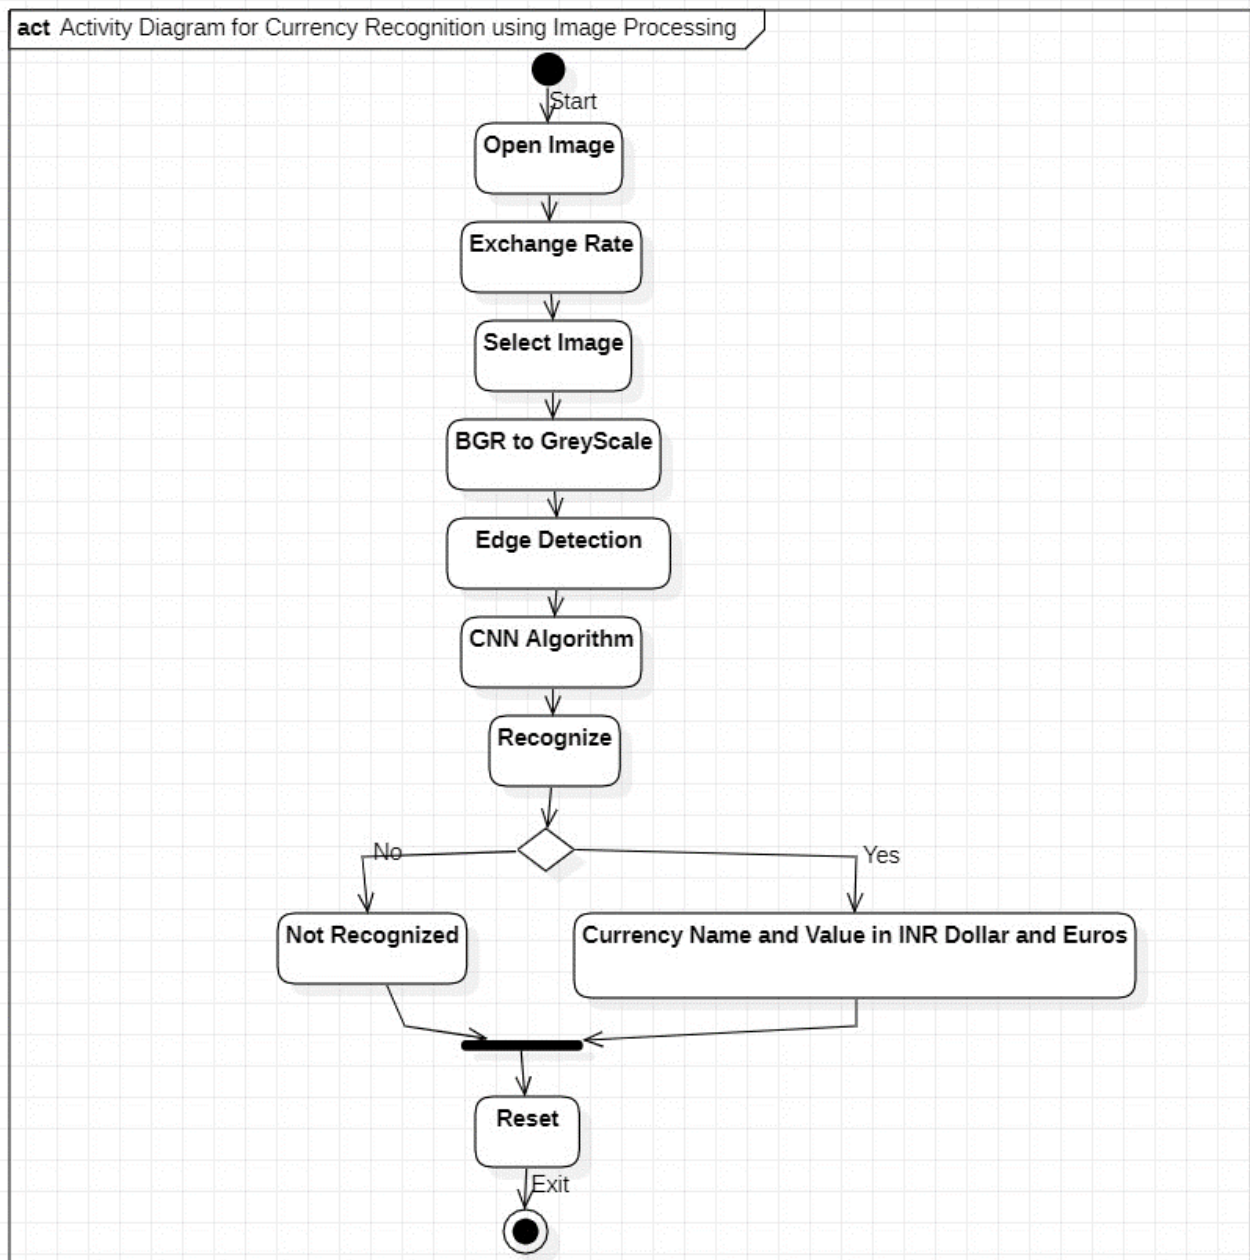 act Activity Diagram for Currency Recognition using Image Processing
Start
Open Image
Exchange Rate
Select Image
BGR to GreyScale
Edge Detection
CNN Algorithm
Recognize
No
Yes
Not Recognized
Currency Name and Value in INR Dollar and Euros
Reset
Exit